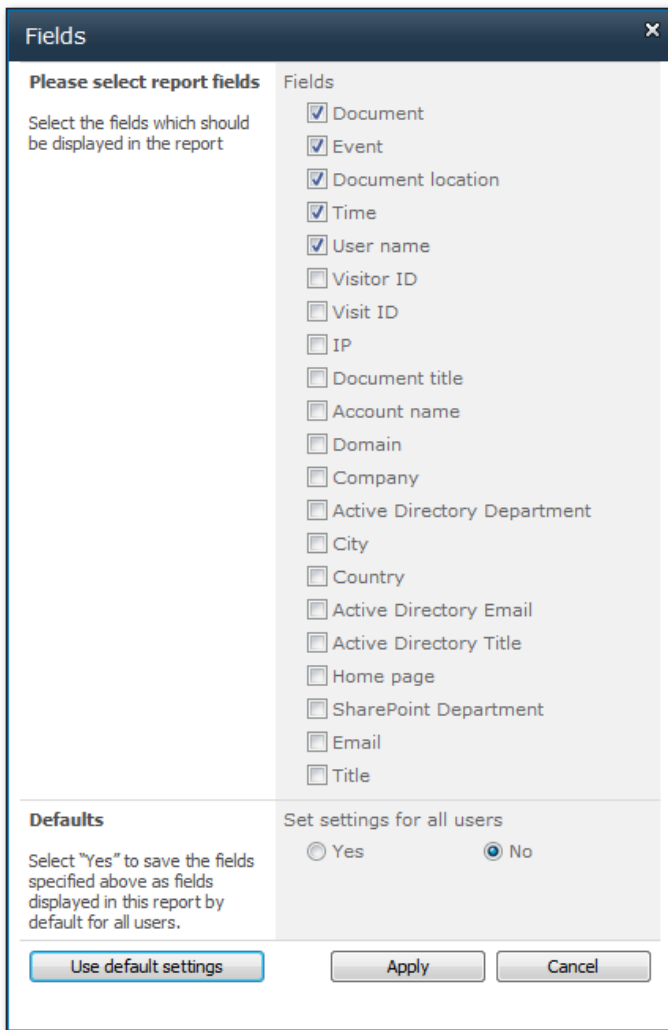 Fields
Please select report fields
Select the fields which should
be displayed in the report
Fields
Document
Event
Document location
Time
User name
Visitor ID
Visit ID
IP
Document title
Account name
Domain
Company
Active Directory Department
City
Country
Active Directory Email
Active Directory Title
Home page
SharePoint Department
Email
Title
Defaults
Select "Yes" to save the fields
specified above as fields
displayed in this report by
default for all users.
Set settings for all users
Yes No
Use default settings Apply Cancel